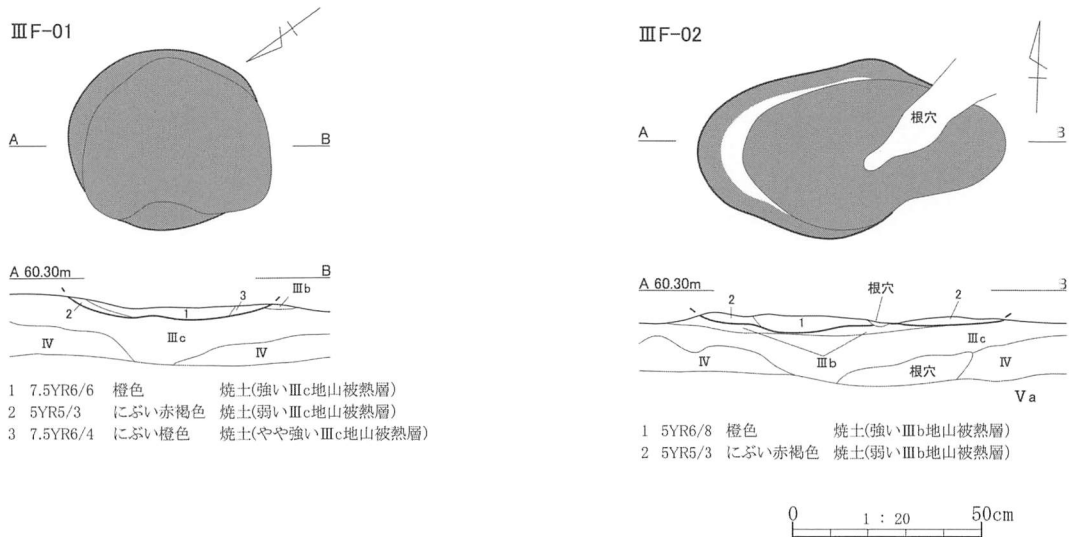 ⅢF-01
A
B
A 60.30m
B
Ⅲb
3
2
1
Ⅲc
Ⅳ
Ⅳ
1 7.5YR6/6 橙色 焼土(強いⅢc地山被熱層)
2 5YR5/3 にぶい赤褐色 焼土(弱いⅢc地山被熱層)
3 7.5YR6/4 にぶい橙色 焼土(やや強いⅢc地山被熱層)
ⅢF-02
根穴
A
A 60.30m
根穴
2
2
1
Ⅲc
Ⅲb
Ⅳ
根穴
Ⅳ
Ⅴa
1 5YR6/8 橙色 焼土(強いⅢb地山被熱層)
2 5YR5/3 にぶい赤褐色 焼土(弱いⅢb地山被熱層)
0 1 : 20 50cm